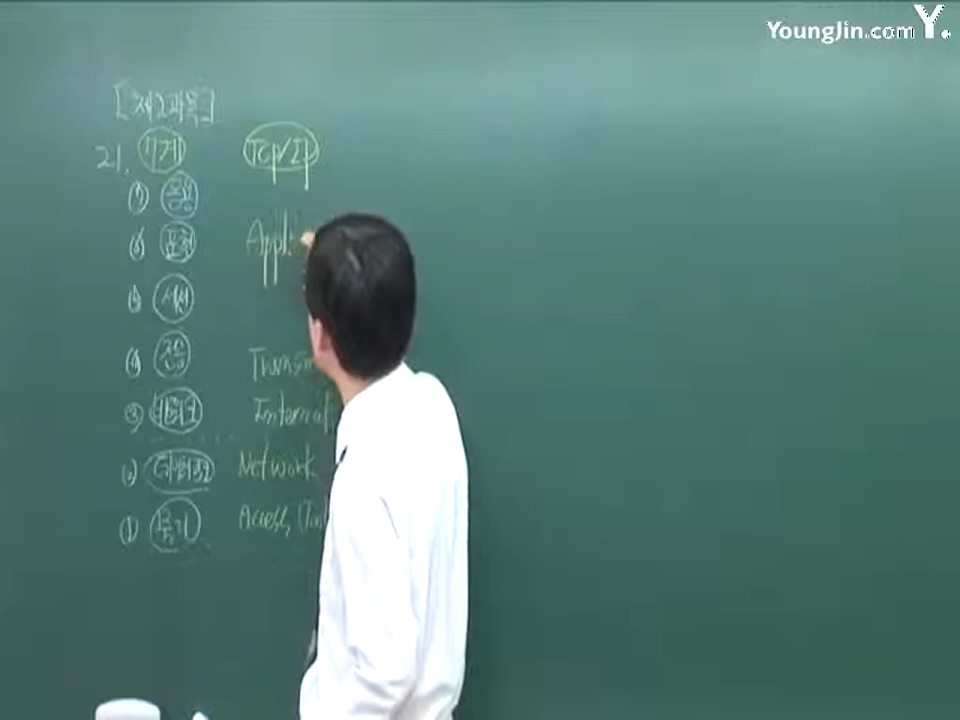 YoungJin.com Y.
[제2과목]
21. 7계 TCP/IP
⑦ 응용
⑥ 표현 Appli
⑤ 세션
④ 전송 Transm
③ 네트워크 Internet
② 데이터링크 Network
① 물리 Access